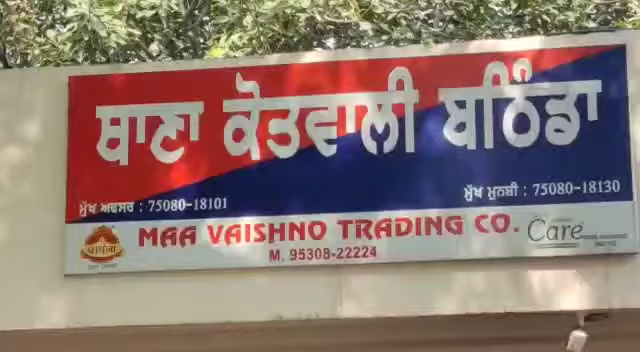 ਥਾਣਾ ਕੋਤਵਾਲੀ ਬਠਿੰਡਾ
ਮੁੱਖ ਅਫਸਰ : 75080-18101
ਮੁੱਖ ਮੁਨਸ਼ੀ : 75080-18130
MAA VAISHNO TRADING CO.
M. 95308-22224
Care